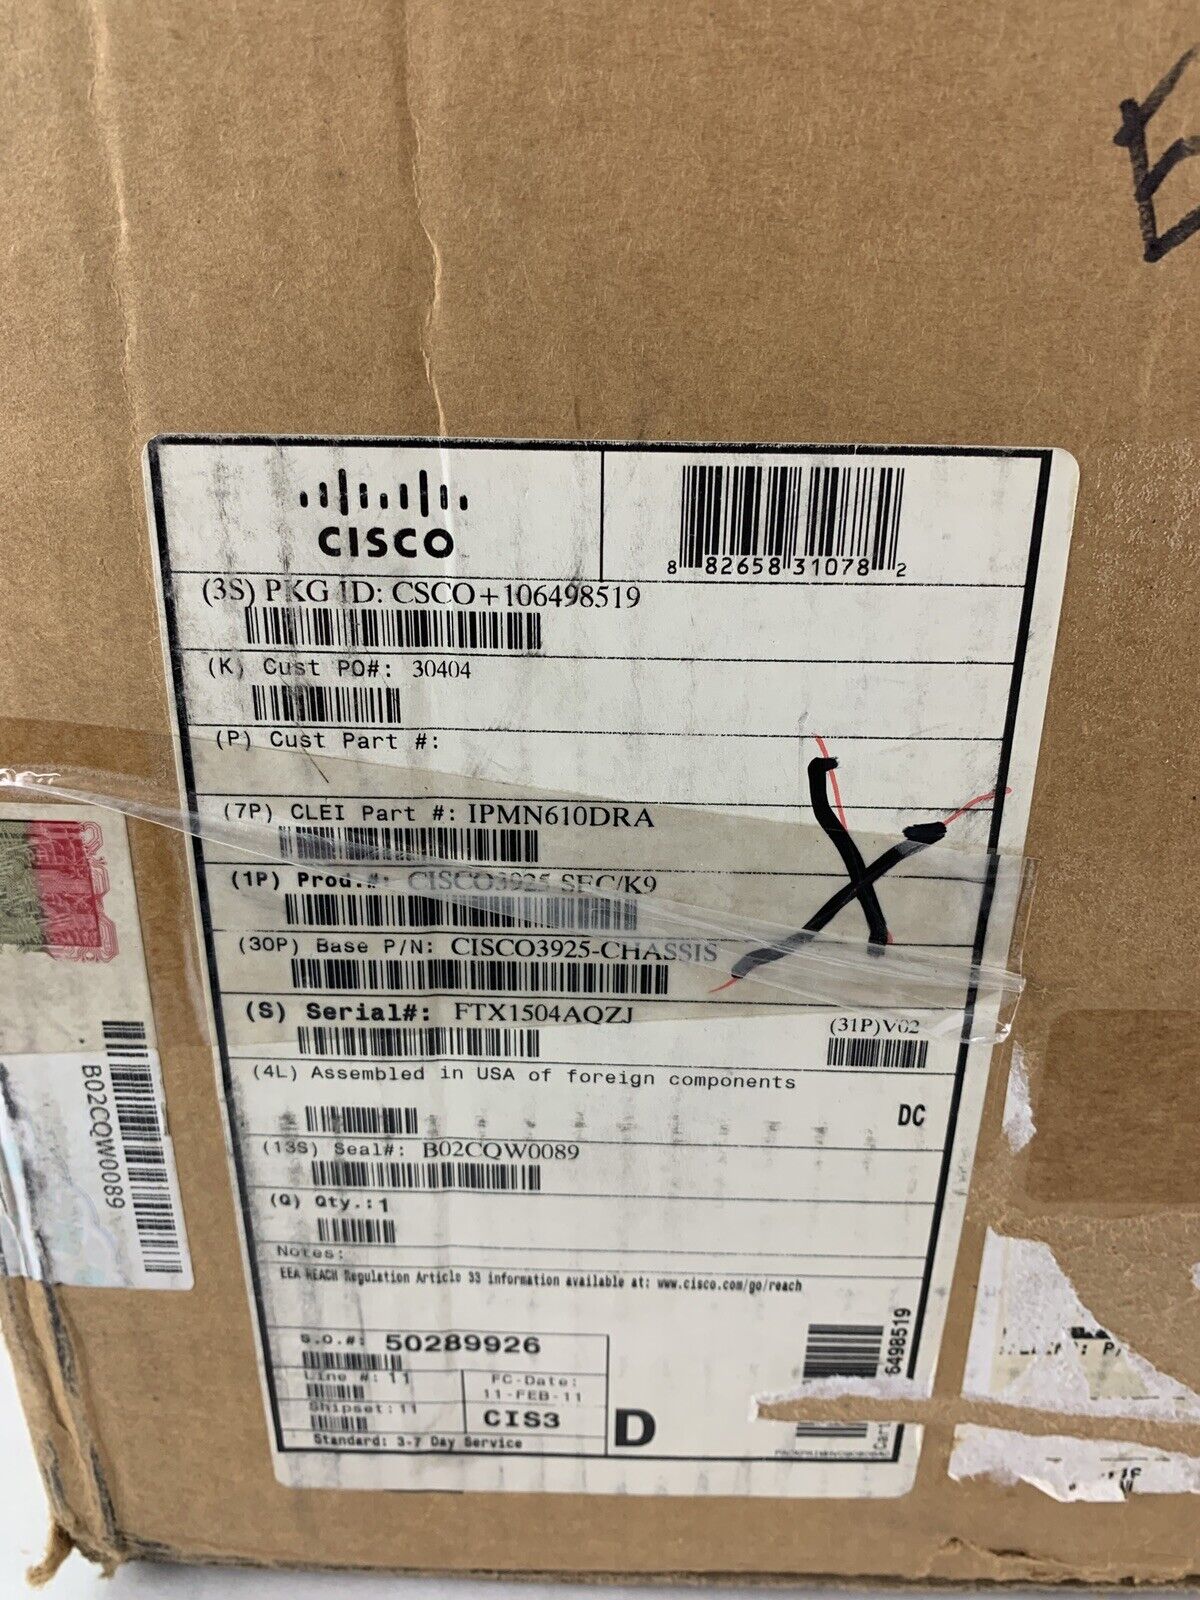 E
CISCO
8 82658 31078 2
(3S) PKG ID: CSCO+106498519
(K) Cust PO#: 30404
(P) Cust Part #:
(7P) CLEI Part #: IPMN610DRA
(1P) Prod.#: CISCO3925-SEC/K9
(30P) Base P/N: CISCO3925-CHASSIS
(S) Serial#: FTX1504AQZJ
(31P)V02
(4L) Assembled in USA of foreign components
DC
(13S) Seal#: B02CQW0089
(Q) Qty.:1
Notes:
EEA REACH Regulation Article 33 information available at: www.cisco.com/go/reach
S.O.#: 50289926
Line #: 11
FC-Date:
11-FEB-11
Shipset:11
CIS3
Standard: 3-7 Day Service
D
6498519
B02CQW0089